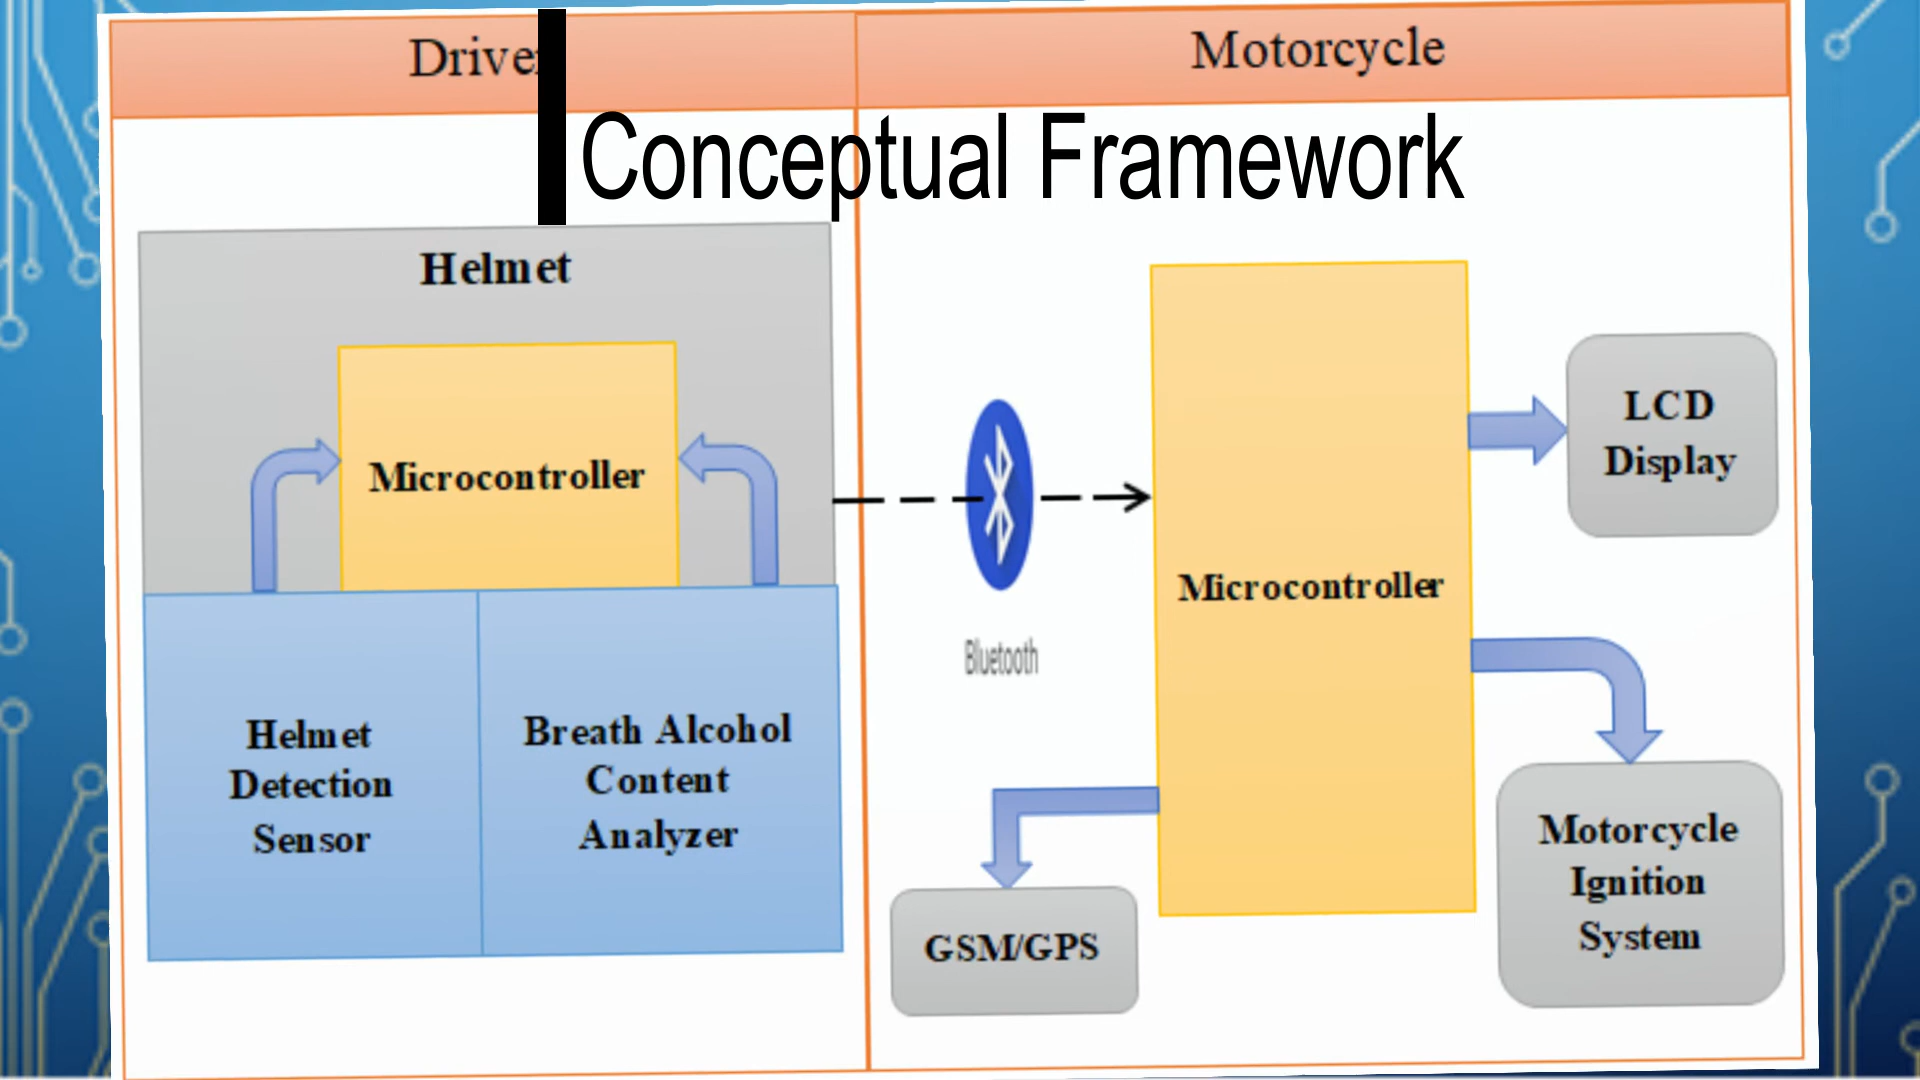 Drive
Motorcycle
Conceptual Framework
Helmet
Microcontroller
Helmet
Detection
Sensor
Breath Alcohol
Content
Analyzer
Bluetooth
Microcontroller
LCD
Display
Motorcycle
Ignition
System
GSM/GPS